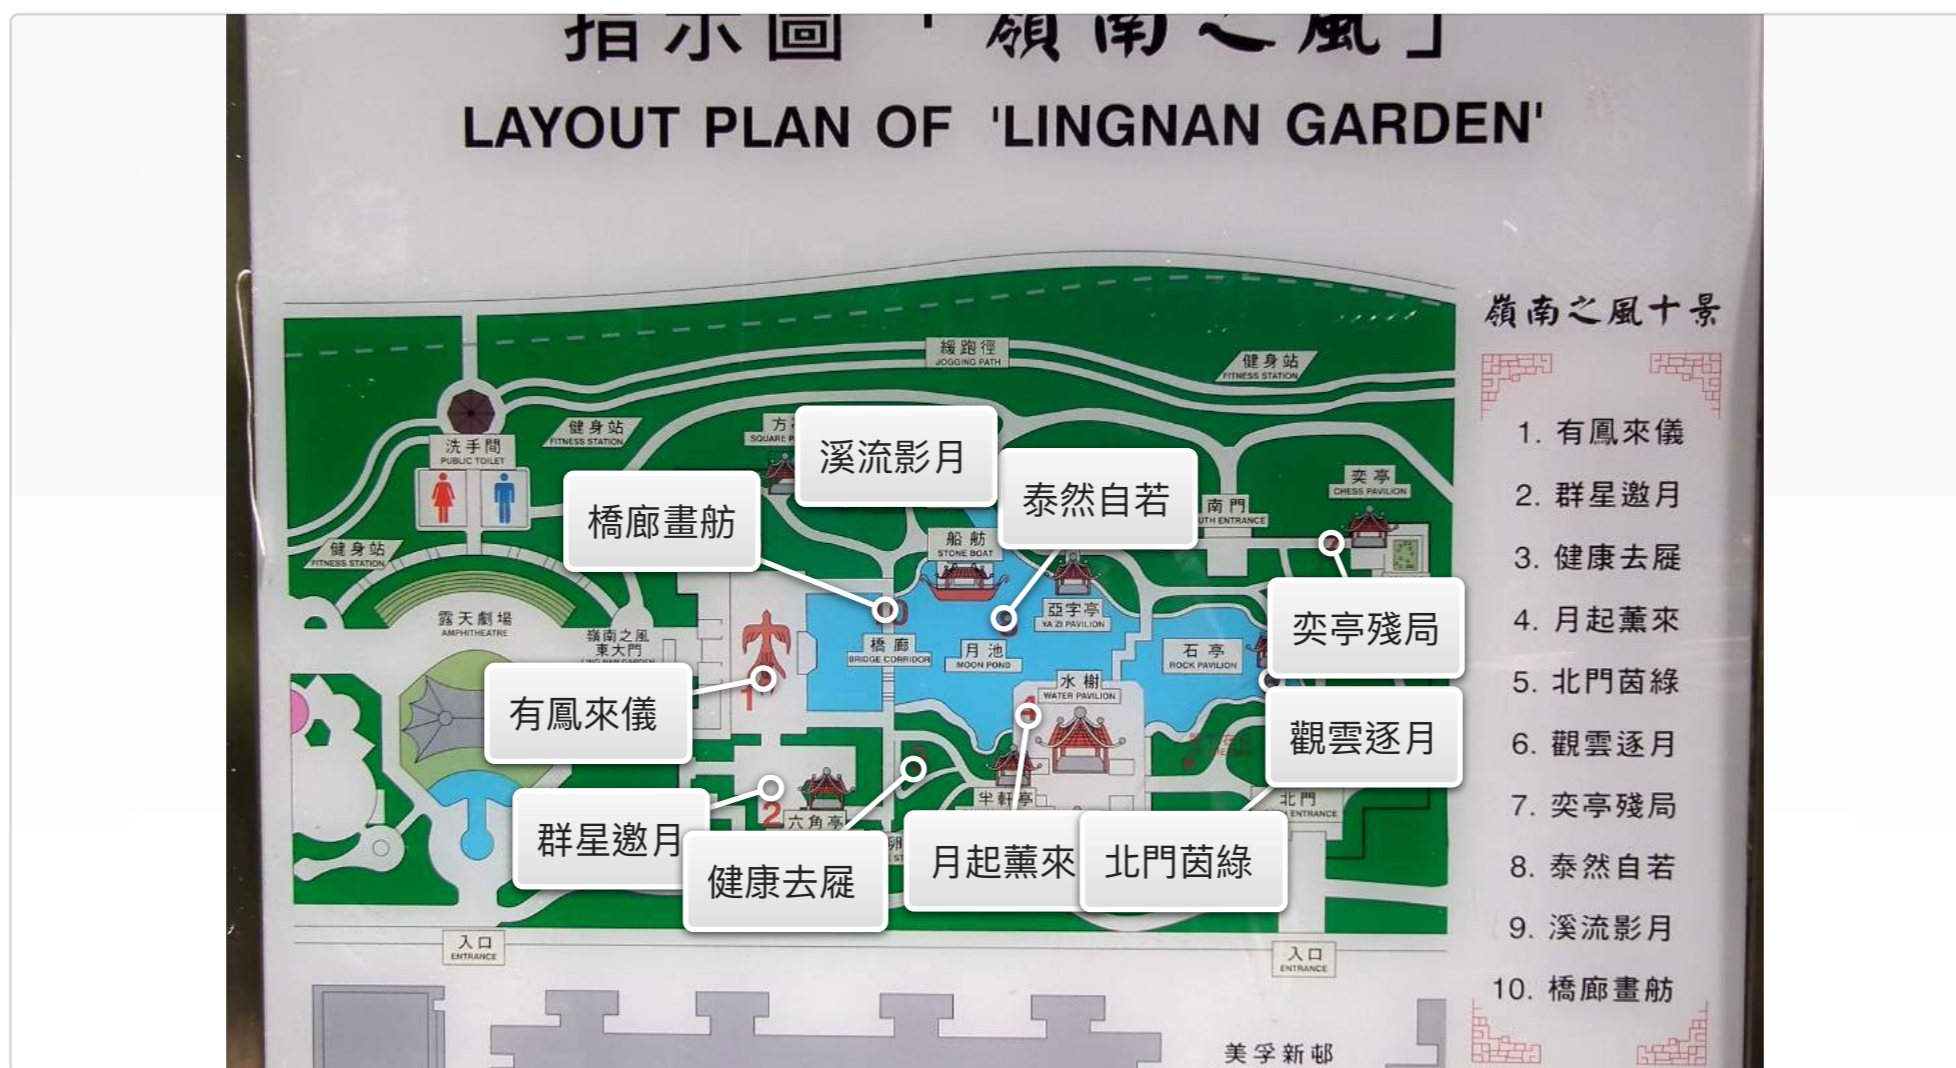 指示圖「嶺南之風」
LAYOUT PLAN OF 'LINGNAN GARDEN'
嶺南之風十景
1. 有鳳來儀
2. 群星邀月
3. 健康去屣
4. 月起薰來
5. 北門茵綠
6. 觀雲逐月
7. 奕亭殘局
8. 泰然自若
9. 溪流影月
10. 橋廊畫舫
緩跑徑
JOGGING PATH
健身站
FITNESS STATION
健身站
FITNESS STATION
洗手間
PUBLIC TOILET
方
SQUARE
溪流影月
泰然自若
橋廊畫舫
奕亭
CHESS PAVILION
南門
ENTRANCE
船舫
STONE BOAT
健身站
FITNESS STATION
露天劇場
AMPHITHEATRE
嶺南之風
東大門
亞字亭
YA ZI PAVILION
奕亭殘局
橋廊
BRIDGE CORRIDOR
月池
MOON POND
石亭
ROCK PAVILION
水榭
WATER PAVILION
有鳳來儀
1
4
觀雲逐月
群星邀月
2
六角亭
半軒亭
北門
ENTRANCE
健康去屣
月起薰來
北門茵綠
入口
ENTRANCE
入口
ENTRANCE
美孚新邨